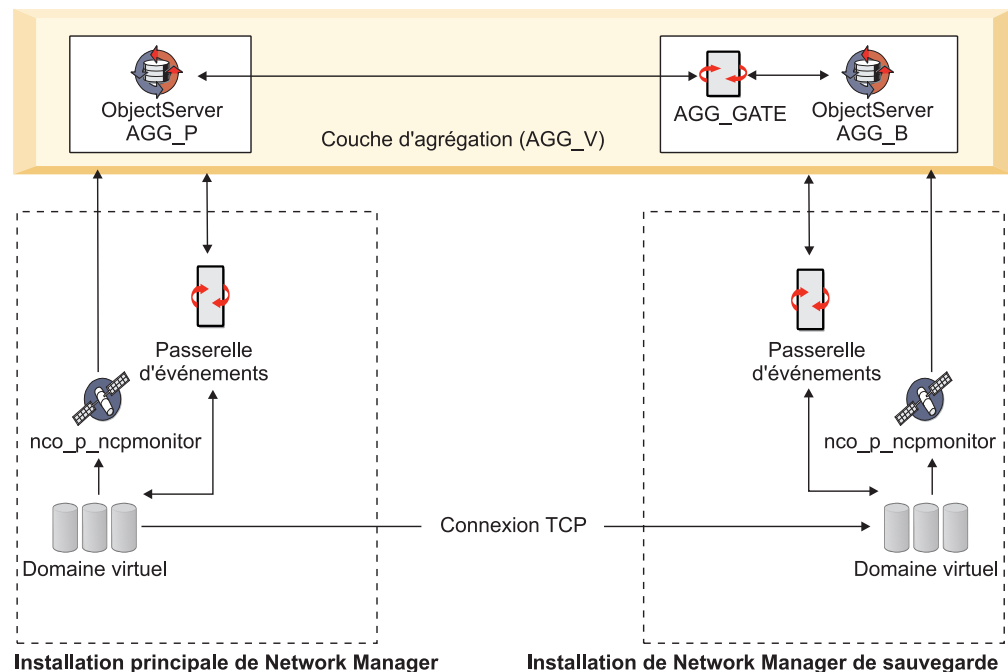 ObjectServer
AGG_P
AGG_GATE
ObjectServer
AGG_B
Couche d'agrégation (AGG_V)
Passerelle
d'événements
nco_p_ncpmonitor
Domaine virtuel
Connexion TCP
Passerelle
d'événements
nco_p_ncpmonitor
Domaine virtuel
Installation principale de Network Manager
Installation de Network Manager de sauvegarde